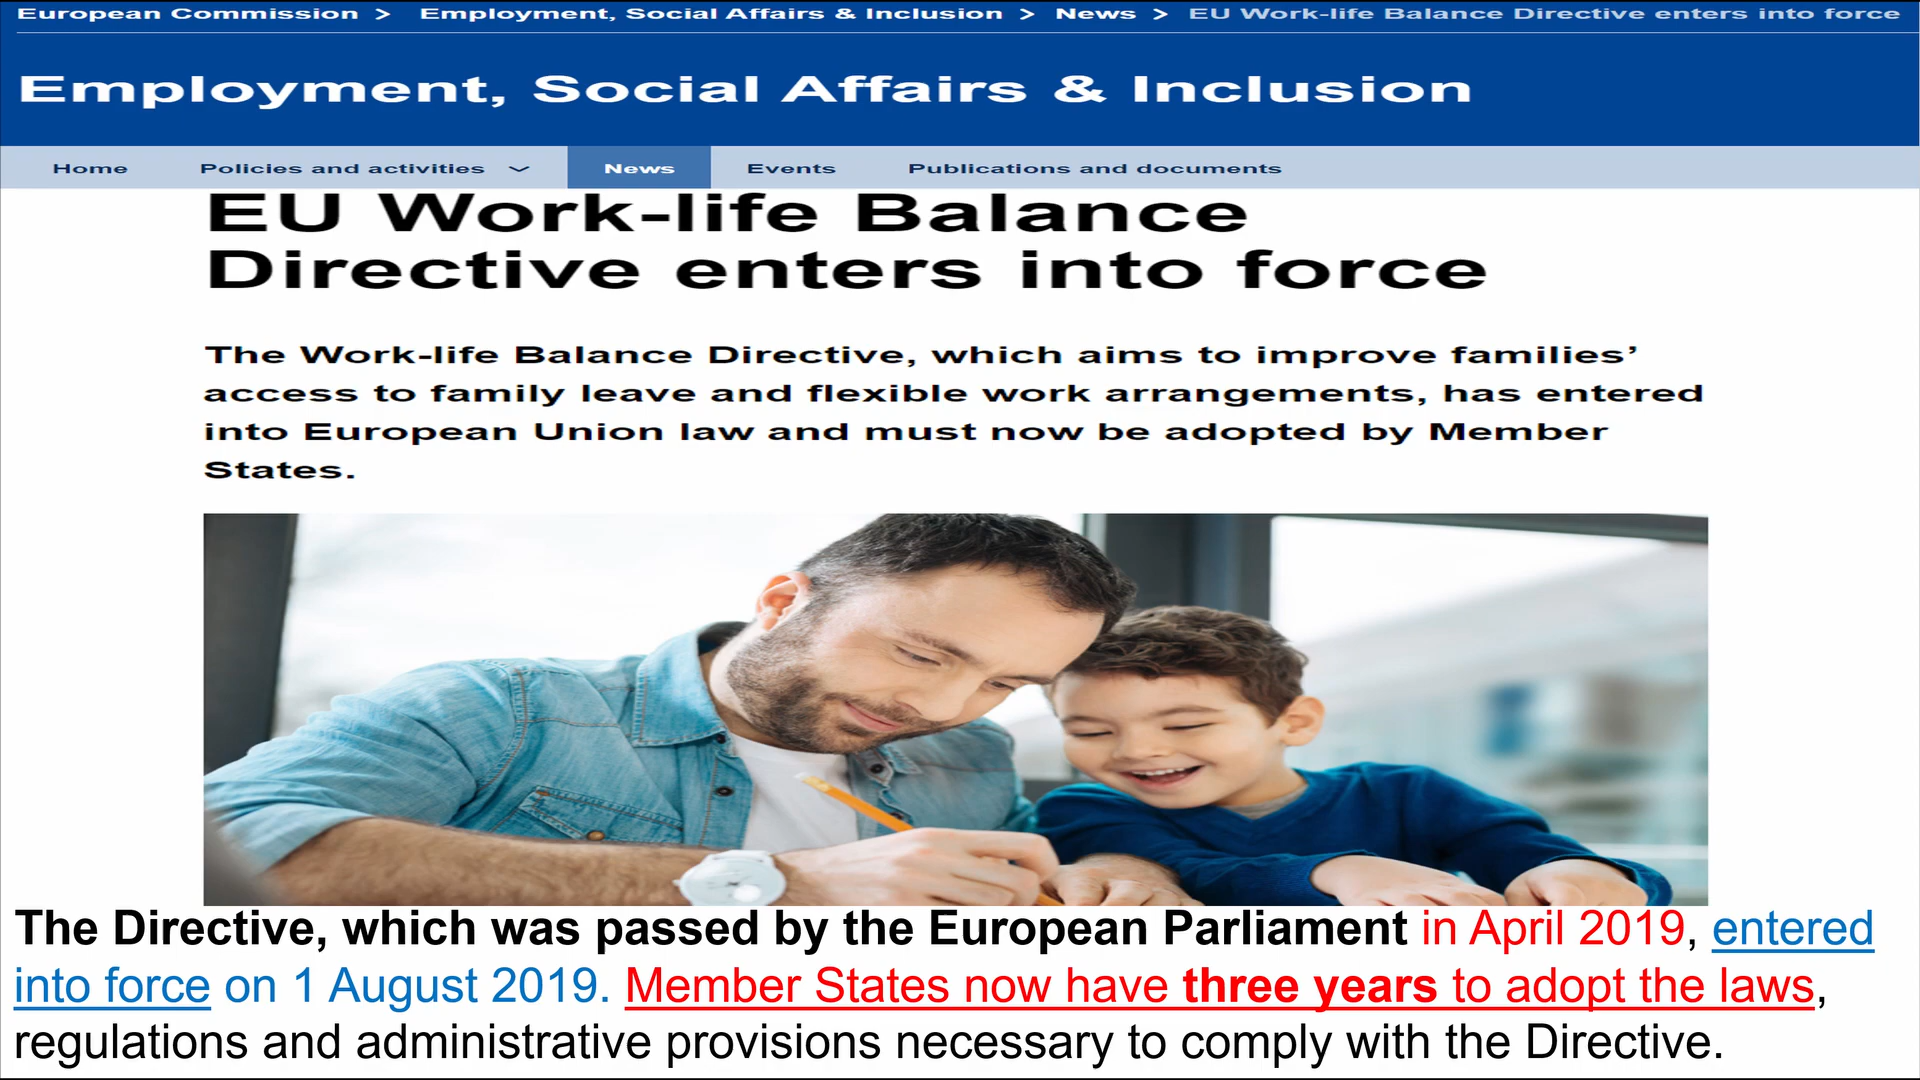 European Commission > Employment, Social Affairs & Inclusion > News > EU Work-life Balance Directive enters into force
Employment, Social Affairs & Inclusion
Home Policies and activities News Events Publications and documents
EU Work-life Balance
Directive enters into force
The Work-life Balance Directive, which aims to improve families’
access to family leave and flexible work arrangements, has entered
into European Union law and must now be adopted by Member
States.
The Directive, which was passed by the European Parliament in April 2019, entered
into force on 1 August 2019. Member States now have three years to adopt the laws,
regulations and administrative provisions necessary to comply with the Directive.